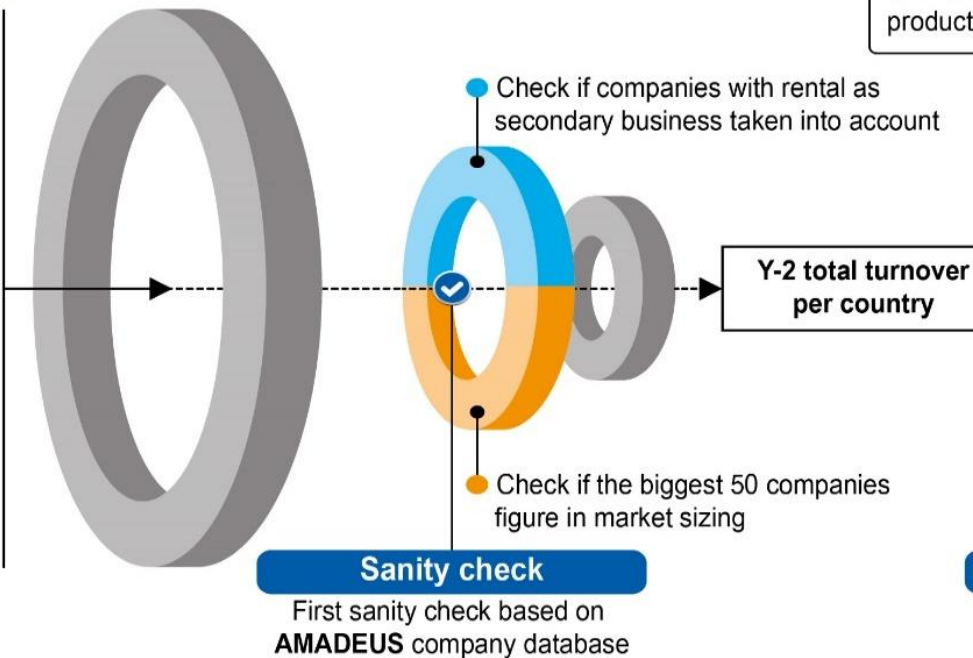 product
Check if companies with rental as
secondary business taken into account
Y-2 total turnover
per country
Check if the biggest 50 companies
figure in market sizing
Sanity check
First sanity check based on
AMADEUS company database